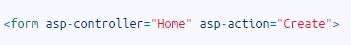 <form asp-controller="Home" asp-action="Create">